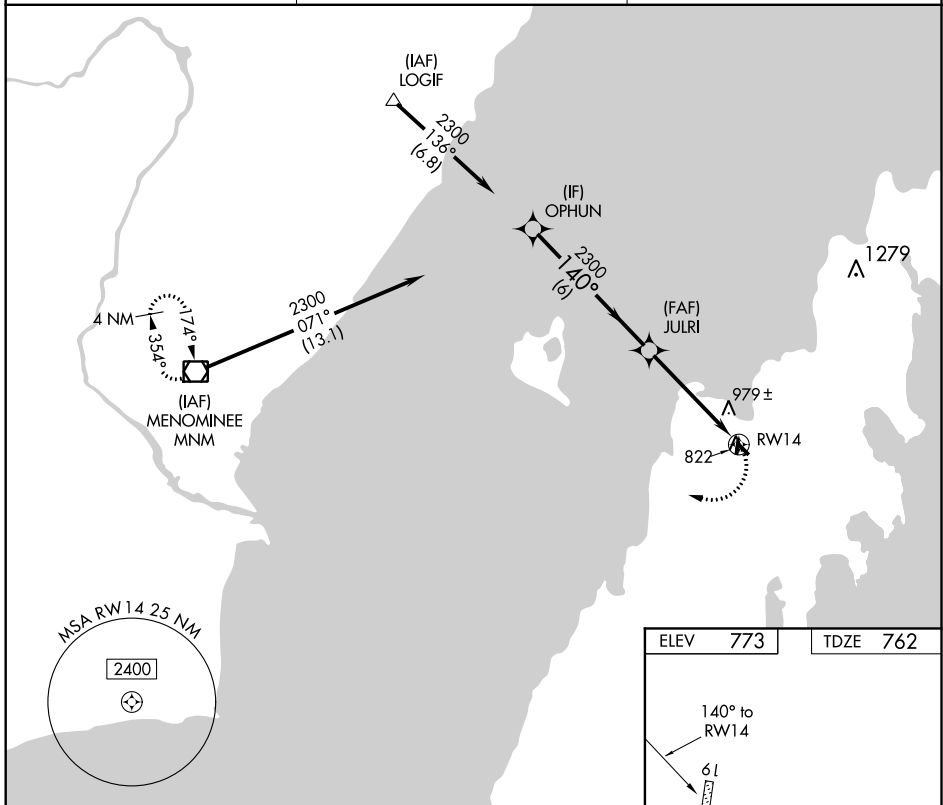 (IAF)
LOGIF
2300
136°
(6.8)
(IF)
OPHUN
2300
140°
(6)
1279
(FAF)
JULRI
2300
071°
(13.1)
4 NM
174°
354°
(IAF)
MENOMINEE
MNM
979 ±
RW14
822
MSA RW14 25 NM
2400
ELEV 773
TDZE 762
140° to
RW14
19